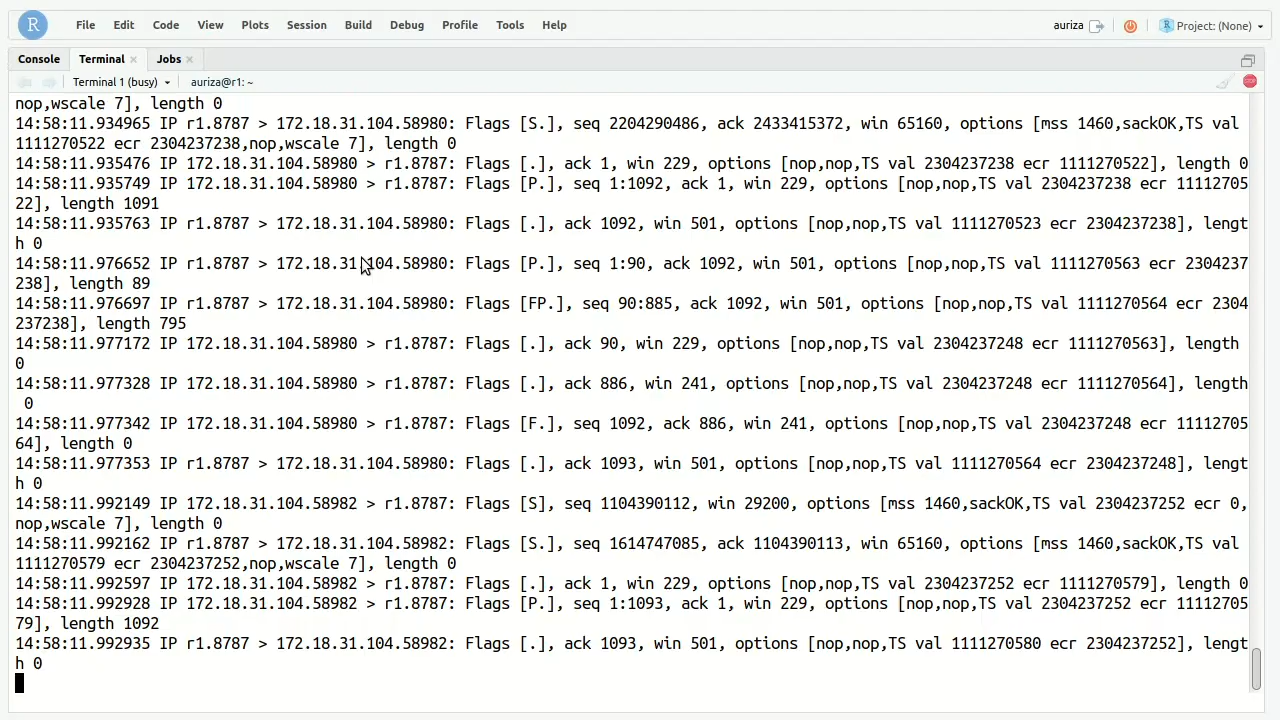 R File Edit Code View Plots Session Build Debug Profile Tools Help auriza R Project: (None)
Console Terminal × Jobs ×
Terminal 1 (busy) auriza@r1: ~ STOP
nop,wscale 7], length 0
14:58:11.934965 IP r1.8787 > 172.18.31.104.58980: Flags [S.], seq 2204290486, ack 2433415372, win 65160, options [mss 1460,sackOK,TS val
1111270522 ecr 2304237238,nop,wscale 7], length 0
14:58:11.935476 IP 172.18.31.104.58980 > r1.8787: Flags [.], ack 1, win 229, options [nop,nop,TS val 2304237238 ecr 1111270522], length 0
14:58:11.935749 IP 172.18.31.104.58980 > r1.8787: Flags [P.], seq 1:1092, ack 1, win 229, options [nop,nop,TS val 2304237238 ecr 11112705
22], length 1091
14:58:11.935763 IP r1.8787 > 172.18.31.104.58980: Flags [.], ack 1092, win 501, options [nop,nop,TS val 1111270523 ecr 2304237238], lengt
h 0
14:58:11.976652 IP r1.8787 > 172.18.31.104.58980: Flags [P.], seq 1:90, ack 1092, win 501, options [nop,nop,TS val 1111270563 ecr 2304237
238], length 89
14:58:11.976697 IP r1.8787 > 172.18.31.104.58980: Flags [FP.], seq 90:885, ack 1092, win 501, options [nop,nop,TS val 1111270564 ecr 2304
237238], length 795
14:58:11.977172 IP 172.18.31.104.58980 > r1.8787: Flags [.], ack 90, win 229, options [nop,nop,TS val 2304237248 ecr 1111270563], length
0
14:58:11.977328 IP 172.18.31.104.58980 > r1.8787: Flags [.], ack 886, win 241, options [nop,nop,TS val 2304237248 ecr 1111270564], length
0
14:58:11.977342 IP 172.18.31.104.58980 > r1.8787: Flags [F.], seq 1092, ack 886, win 241, options [nop,nop,TS val 2304237248 ecr 11112705
64], length 0
14:58:11.977353 IP r1.8787 > 172.18.31.104.58980: Flags [.], ack 1093, win 501, options [nop,nop,TS val 1111270564 ecr 2304237248], lengt
h 0
14:58:11.992149 IP 172.18.31.104.58982 > r1.8787: Flags [S], seq 1104390112, win 29200, options [mss 1460,sackOK,TS val 2304237252 ecr 0,
nop,wscale 7], length 0
14:58:11.992162 IP r1.8787 > 172.18.31.104.58982: Flags [S.], seq 1614747085, ack 1104390113, win 65160, options [mss 1460,sackOK,TS val
1111270579 ecr 2304237252,nop,wscale 7], length 0
14:58:11.992597 IP 172.18.31.104.58982 > r1.8787: Flags [.], ack 1, win 229, options [nop,nop,TS val 2304237252 ecr 1111270579], length 0
14:58:11.992928 IP 172.18.31.104.58982 > r1.8787: Flags [P.], seq 1:1093, ack 1, win 229, options [nop,nop,TS val 2304237252 ecr 11112705
79], length 1092
14:58:11.992935 IP r1.8787 > 172.18.31.104.58982: Flags [.], ack 1093, win 501, options [nop,nop,TS val 1111270580 ecr 2304237252], lengt
h 0